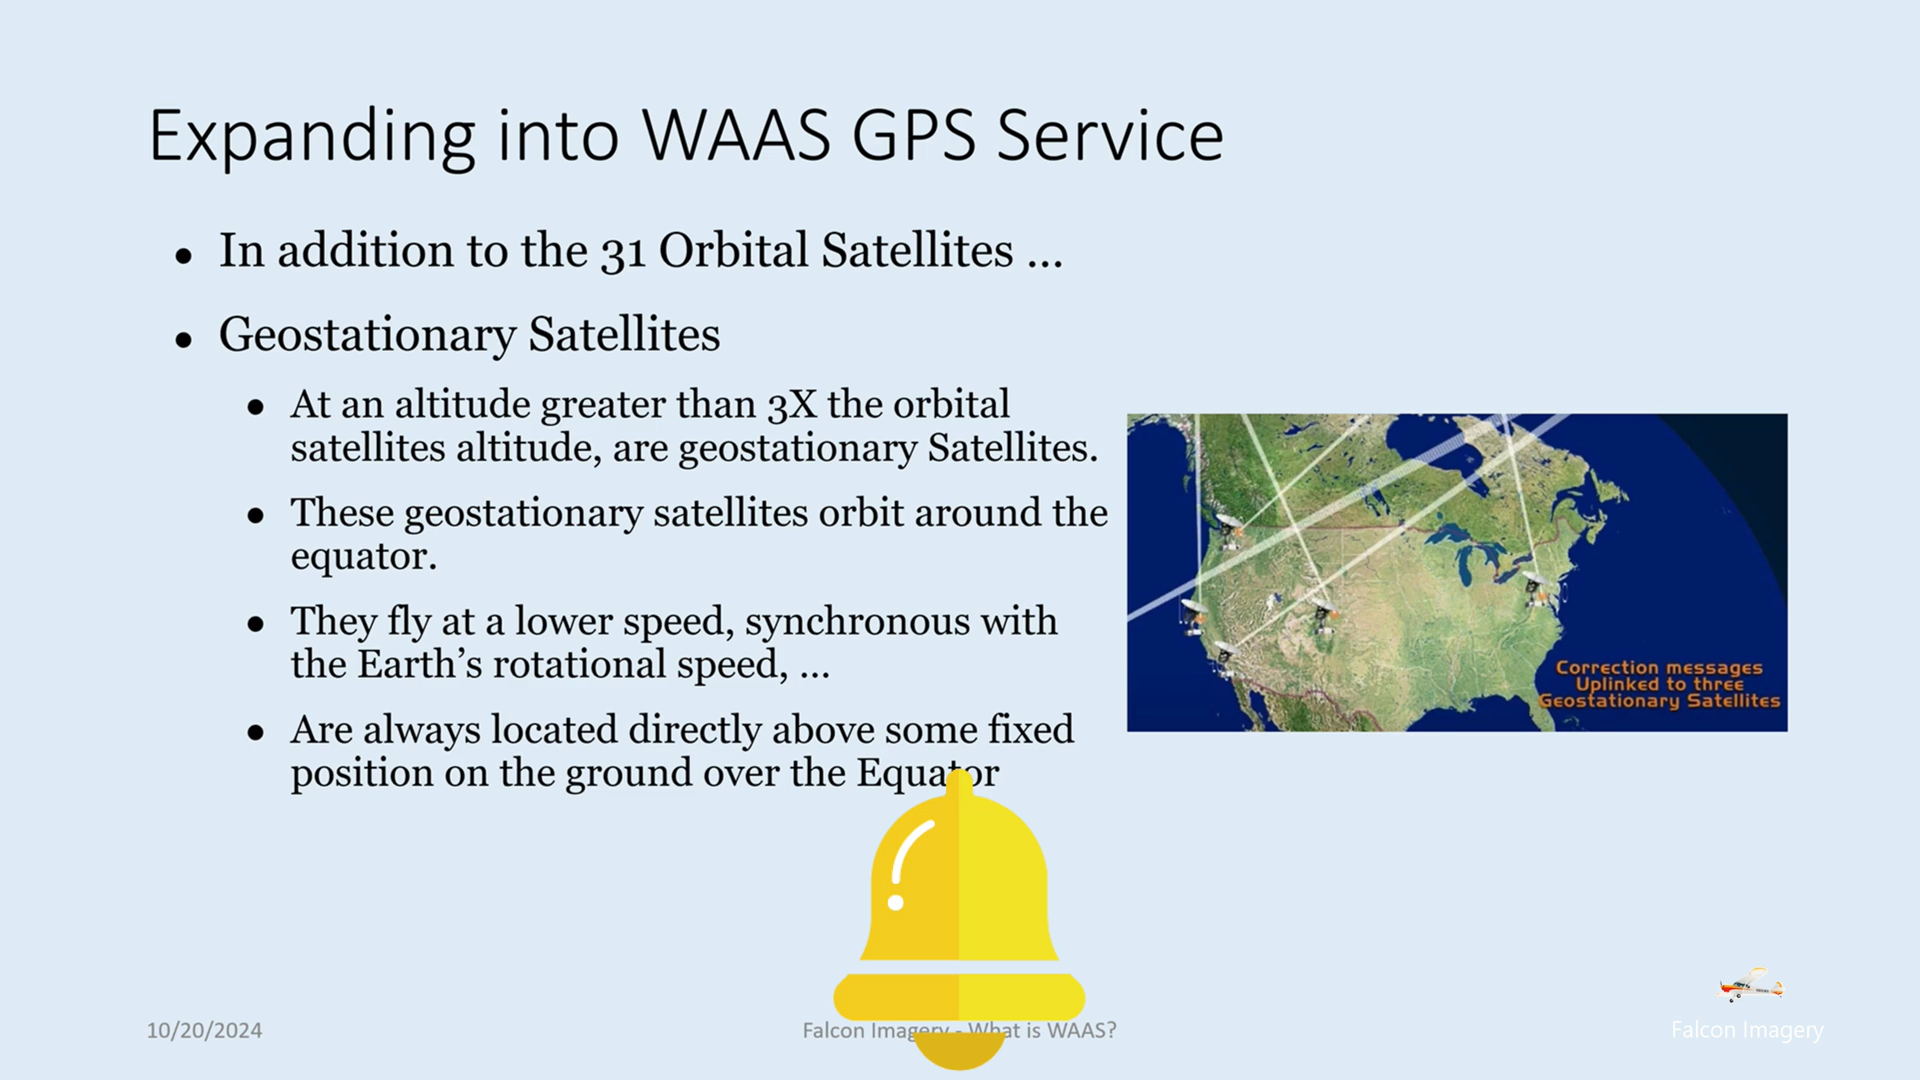 Expanding into WAAS GPS Service
• In addition to the 31 Orbital Satellites ...
• Geostationary Satellites
• At an altitude greater than 3X the orbital
satellites altitude, are geostationary Satellites.
• These geostationary satellites orbit around the
equator.
• They fly at a lower speed, synchronous with
the Earth's rotational speed, ...
• Are always located directly above some fixed
position on the ground over the Equator
Correction messages
Uplinked to three
Geostationary Satellites
10/20/2024
Falcon Imagery - What is WAAS?
Falcon Imagery